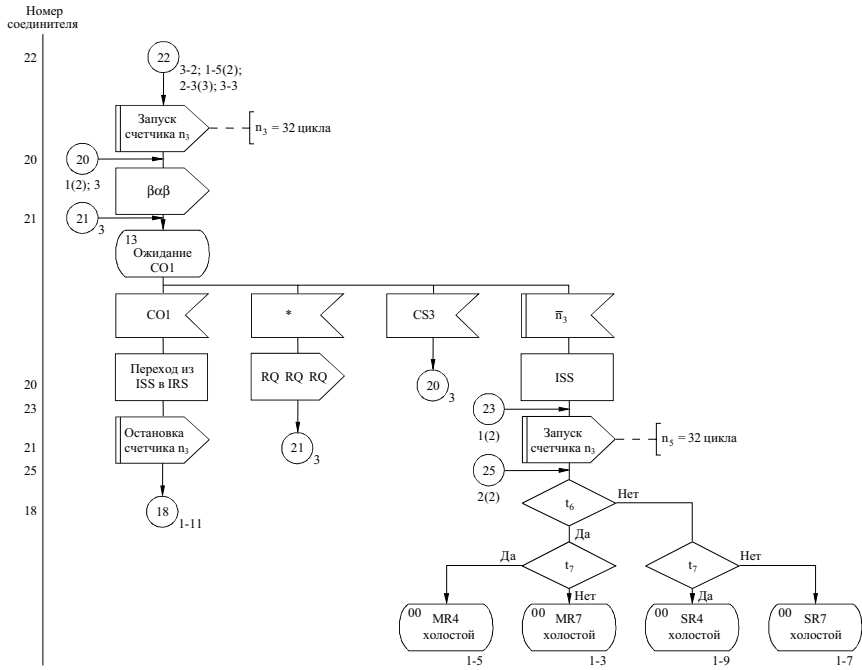 Номер
соединителя
22
22
3-2; 1-5(2);
2-3(3); 3-3
Запуск
счетчика n₃
n₃ = 32 цикла
20
20
1(2); 3
βαβ
21
21
3
13
Ожидание
CO1
CO1
*
CS3
n̅₃
Переход из
ISS в IRS
RQ RQ RQ
ISS
20
20
3
23
23
1(2)
Остановка
счетчика n₃
21
21
3
Запуск
счетчика n₃
n₅ = 32 цикла
25
25
2(2)
18
18
1-11
t₆
Нет
Да
Да
t₇
Нет
t₇
Нет
Да
00 MR4
холостой
1-5
00 MR7
холостой
1-3
00 SR4
холостой
1-9
00 SR7
холостой
1-7